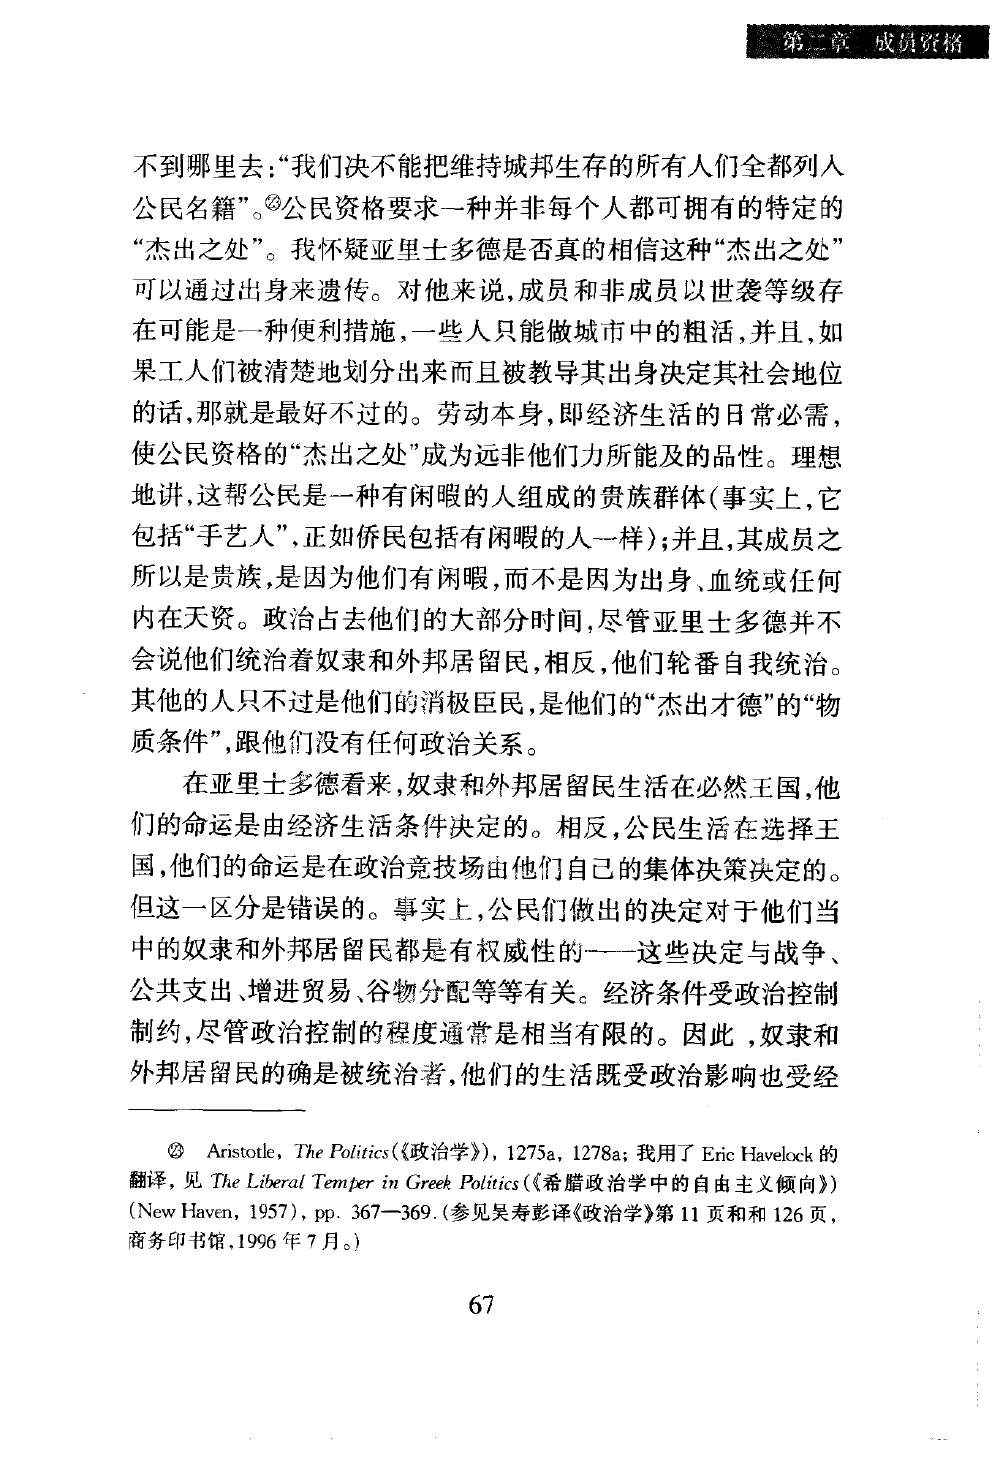 第二章 成员资格
不到哪里去：“我们决不能把维持城邦生存的所有人们全都列入
公民名籍”。㉓公民资格要求一种并非每个人都可拥有的特定的
“杰出之处”。我怀疑亚里士多德是否真的相信这种“杰出之处”
可以通过出身来遗传。对他来说，成员和非成员以世袭等级存
在可能是一种便利措施，一些人只能做城市中的粗活，并且，如
果工人们被清楚地划分出来而且被教导其出身决定其社会地位
的话，那就是最好不过的。劳动本身，即经济生活的日常必需，
使公民资格的“杰出之处”成为远非他们力所能及的品性。理想
地讲，这帮公民是一种有闲暇的人组成的贵族群体（事实上，它
包括“手艺人”，正如侨民包括有闲暇的人一样）；并且，其成员之
所以是贵族，是因为他们有闲暇，而不是因为出身、血统或任何
内在天资。政治占去他们的大部分时间，尽管亚里士多德并不
会说他们统治着奴隶和外邦居留民，相反，他们轮番自我统治。
其他的人只不过是他们的消极臣民，是他们的“杰出才德”的“物
质条件”，跟他们没有任何政治关系。
在亚里士多德看来，奴隶和外邦居留民生活在必然王国，他
们的命运是由经济生活条件决定的。相反，公民生活在选择王
国，他们的命运是在政治竞技场由他们自己的集体决策决定的。
但这一区分是错误的。事实上，公民们做出的决定对于他们当
中的奴隶和外邦居留民都是有权威性的——这些决定与战争、
公共支出、增进贸易、谷物分配等等有关。经济条件受政治控制
制约，尽管政治控制的程度通常是相当有限的。因此，奴隶和
外邦居留民的确是被统治者，他们的生活既受政治影响也受经
㉓ Aristotle, The Politics（《政治学》），1275a, 1278a；我用了 Eric Havelock 的
翻译，见 The Liberal Temper in Greek Politics（《希腊政治学中的自由主义倾向》）
(New Haven, 1957), pp. 367—369.（参见吴寿彭译《政治学》第 11 页和和 126 页，
商务印书馆，1996 年 7 月。）
67